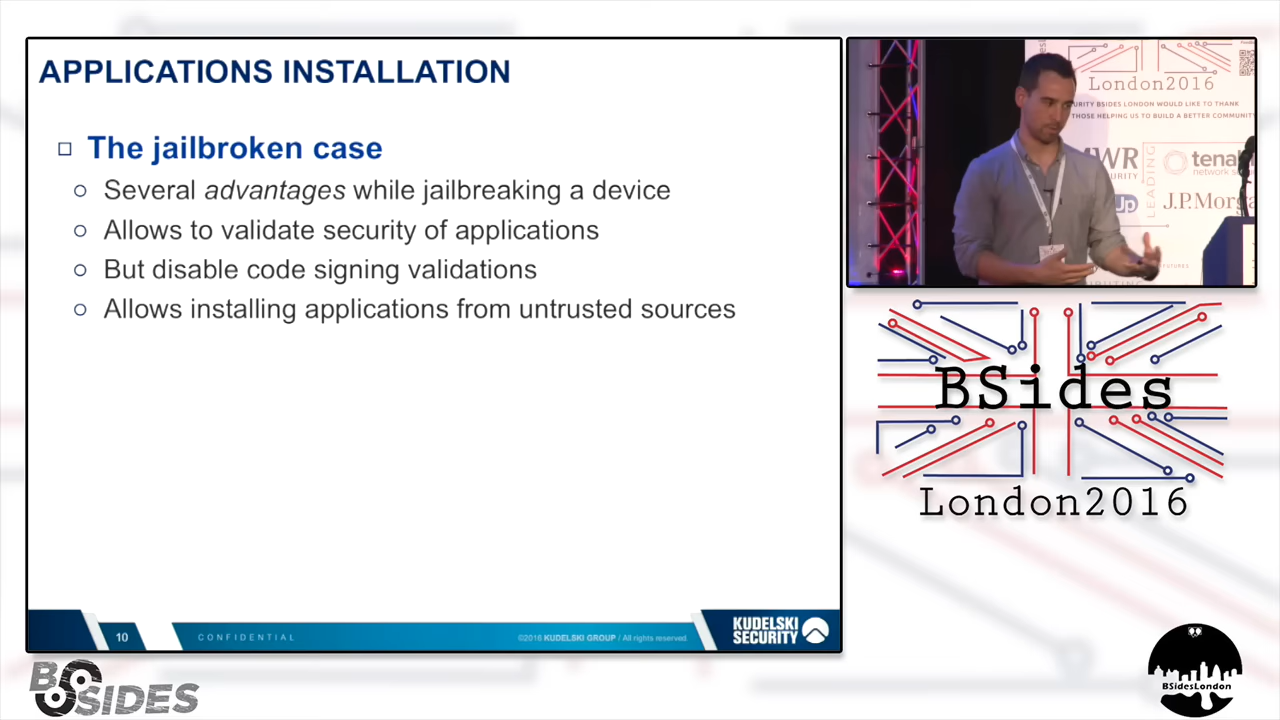 APPLICATIONS INSTALLATION
The jailbroken case
Several advantages while jailbreaking a device
Allows to validate security of applications
But disable code signing validations
Allows installing applications from untrusted sources
10
CONFIDENTIAL
©2016 KUDELSKI GROUP / All rights reserved.
KUDELSKI
SECURITY
London2016
SECURITY BSIDES LONDON WOULD LIKE TO THANK
THOSE HELPING US TO BUILD A BETTER COMMUNITY
MWR
LEADING
network
J.P.Morga
BSides
London2016
BSIDES
BSidesLondon